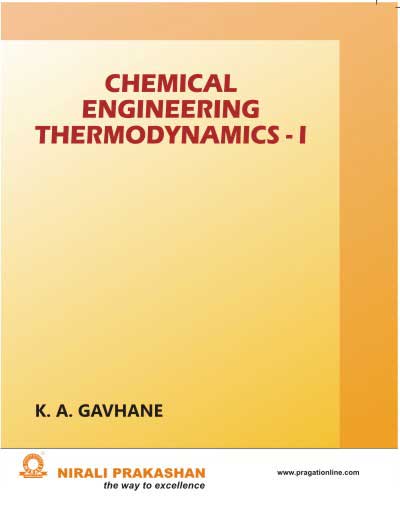 CHEMICAL
ENGINEERING
THERMODYNAMICS - I
K. A. GAVHANE
NIRALI PRAKASHAN
the way to excellence
www.pragationline.com